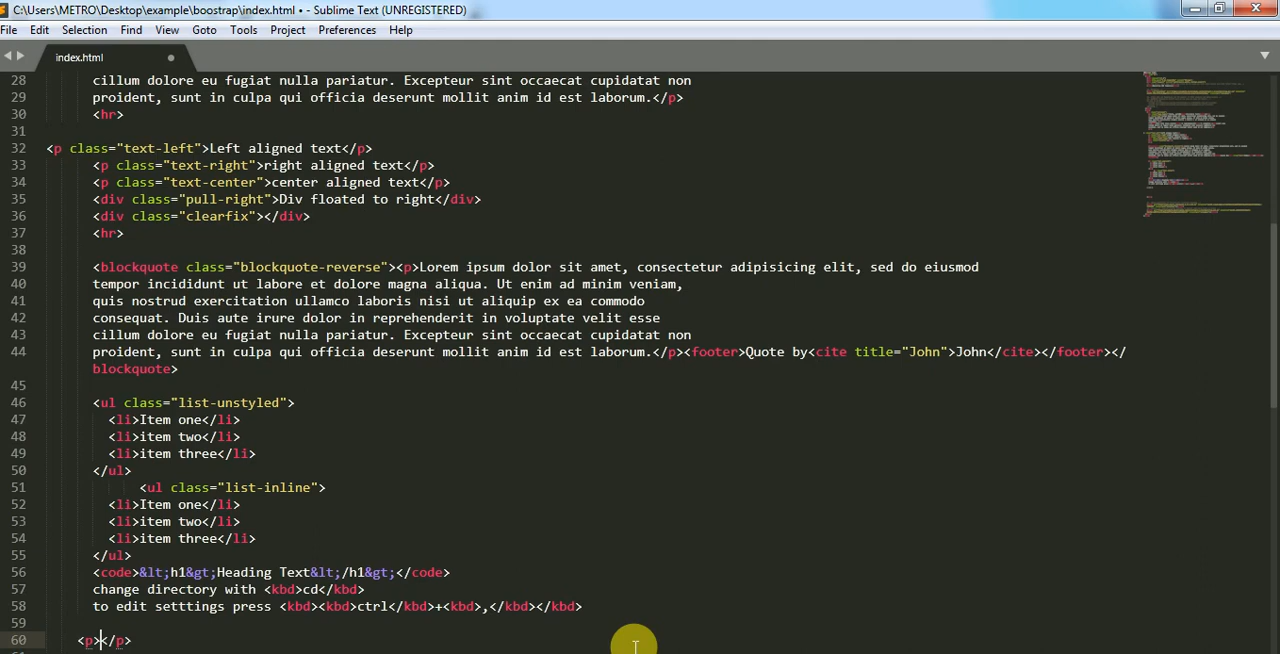 C:\Users\METRO\Desktop\example\boostrap\index.html • - Sublime Text (UNREGISTERED)
File Edit Selection Find View Goto Tools Project Preferences Help
index.html
28 cillum dolore eu fugiat nulla pariatur. Excepteur sint occaecat cupidatat non
29 proident, sunt in culpa qui officia deserunt mollit anim id est laborum.</p>
30 <hr>
31
32 <p class="text-left">Left aligned text</p>
33 <p class="text-right">right aligned text</p>
34 <p class="text-center">center aligned text</p>
35 <div class="pull-right">Div floated to right</div>
36 <div class="clearfix"></div>
37 <hr>
38
39 <blockquote class="blockquote-reverse"><p>Lorem ipsum dolor sit amet, consectetur adipisicing elit, sed do eiusmod
40 tempor incididunt ut labore et dolore magna aliqua. Ut enim ad minim veniam,
41 quis nostrud exercitation ullamco laboris nisi ut aliquip ex ea commodo
42 consequat. Duis aute irure dolor in reprehenderit in voluptate velit esse
43 cillum dolore eu fugiat nulla pariatur. Excepteur sint occaecat cupidatat non
44 proident, sunt in culpa qui officia deserunt mollit anim id est laborum.</p><footer>Quote by<cite title="John">John</cite></footer></
blockquote>
45
46 <ul class="list-unstyled">
47 <li>Item one</li>
48 <li>item two</li>
49 <li>item three</li>
50 </ul>
51 <ul class="list-inline">
52 <li>Item one</li>
53 <li>item two</li>
54 <li>item three</li>
55 </ul>
56 <code>&lt;h1&gt;Heading Text&lt;/h1&gt;</code>
57 change directory with <kbd>cd</kbd>
58 to edit setttings press <kbd><kbd>ctrl</kbd>+<kbd>,</kbd></kbd>
59
60 <p></p>